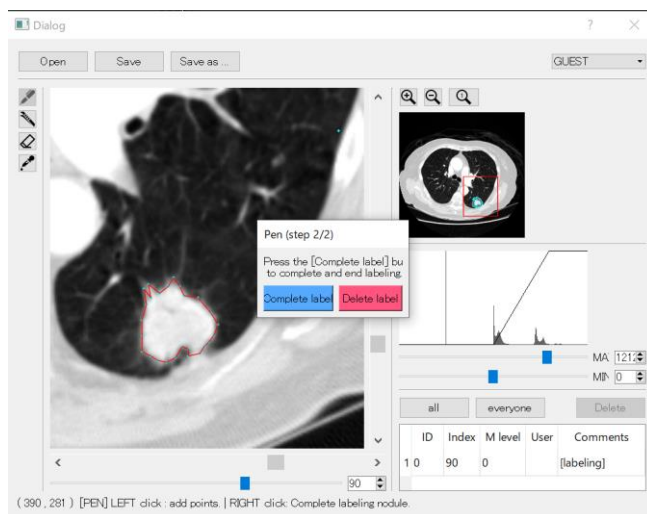 Dialog
Open Save Save as ... GUEST
Pen (step 2/2)
Press the [Complete label] bu
to complete and end labeling.
Complete label Delete label
MA 1212
MIN 0
all everyone Delete
ID Index M level User Comments
1 0 90 0 [labeling]
90
( 390 , 281 ) [PEN] LEFT click : add points. | RIGHT click: Complete labeling nodule.